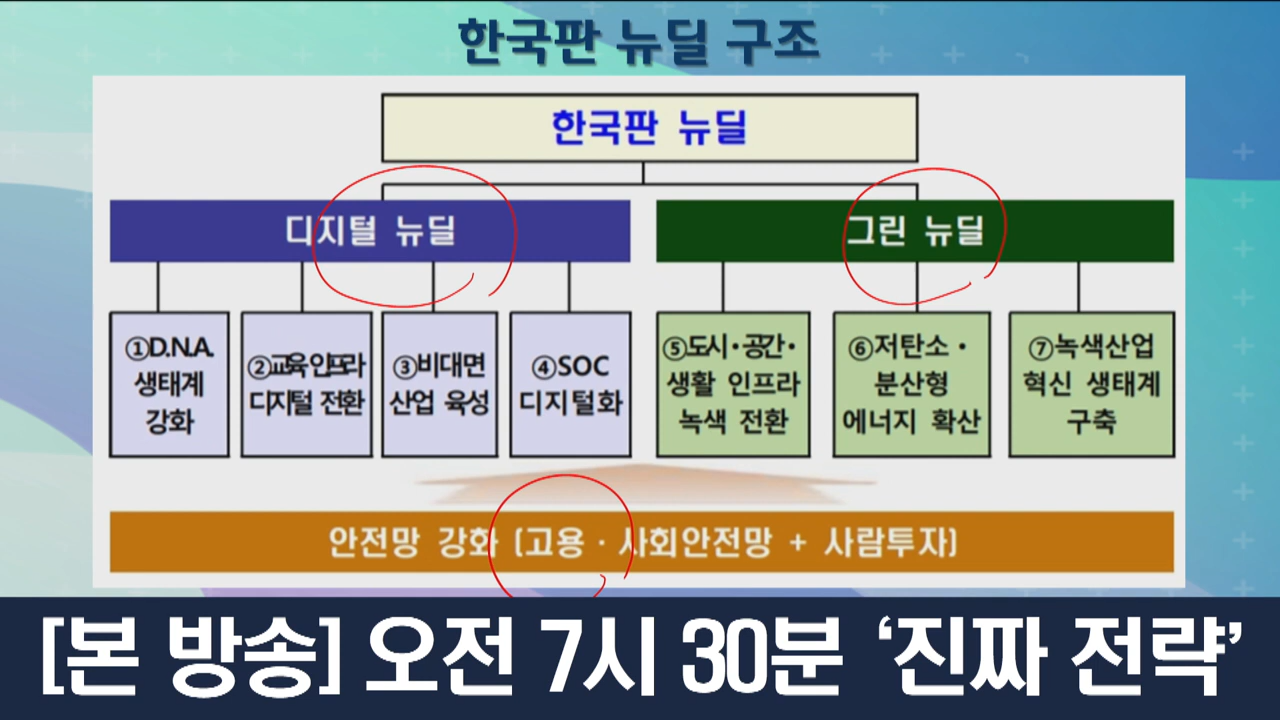 한국판 뉴딜 구조
한국판 뉴딜
디지털 뉴딜
그린 뉴딜
①D.N.A.
생태계
강화
②교육인프라
디지털 전환
③비대면
산업 육성
④SOC
디지털화
⑤도시·공간·
생활 인프라
녹색 전환
⑥저탄소·
분산형
에너지 확산
⑦녹색산업
혁신 생태계
구축
안전망 강화 (고용·사회안전망 + 사람투자)
[본 방송] 오전 7시 30분 ‘진짜 전략’